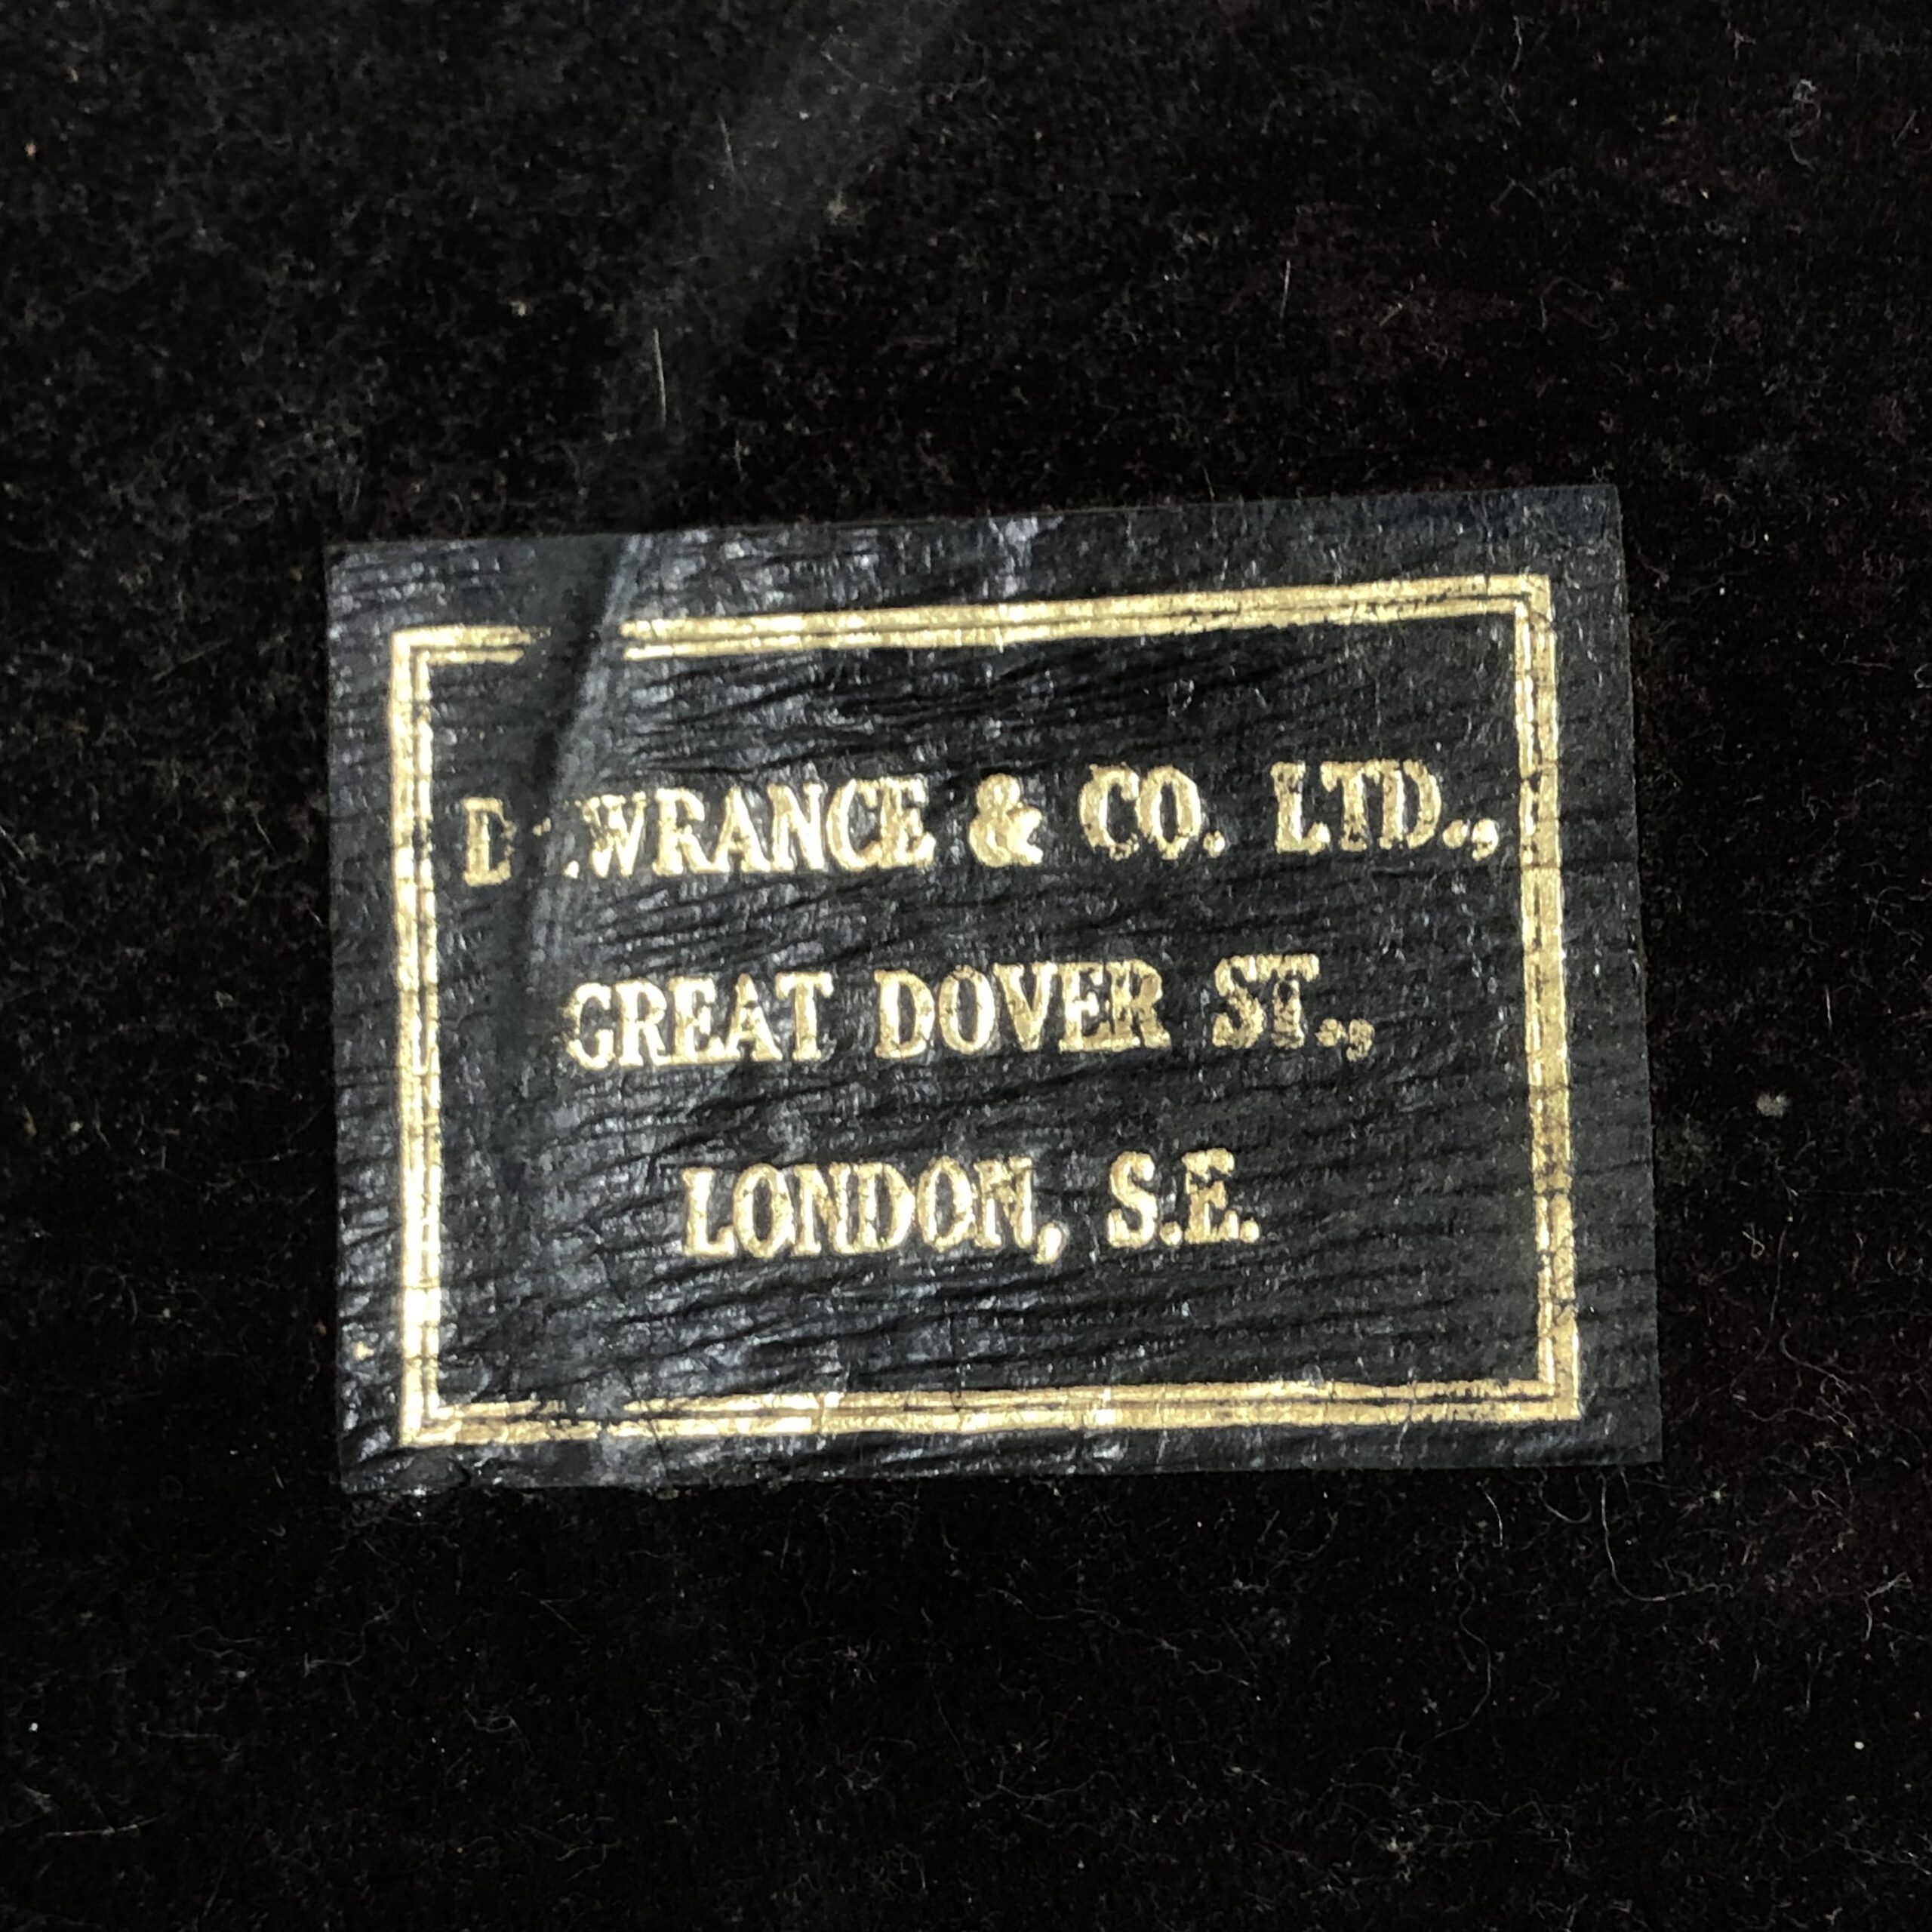 & CO. LTD.,
GREAT DOVER ST.,
LONDON, S.E.